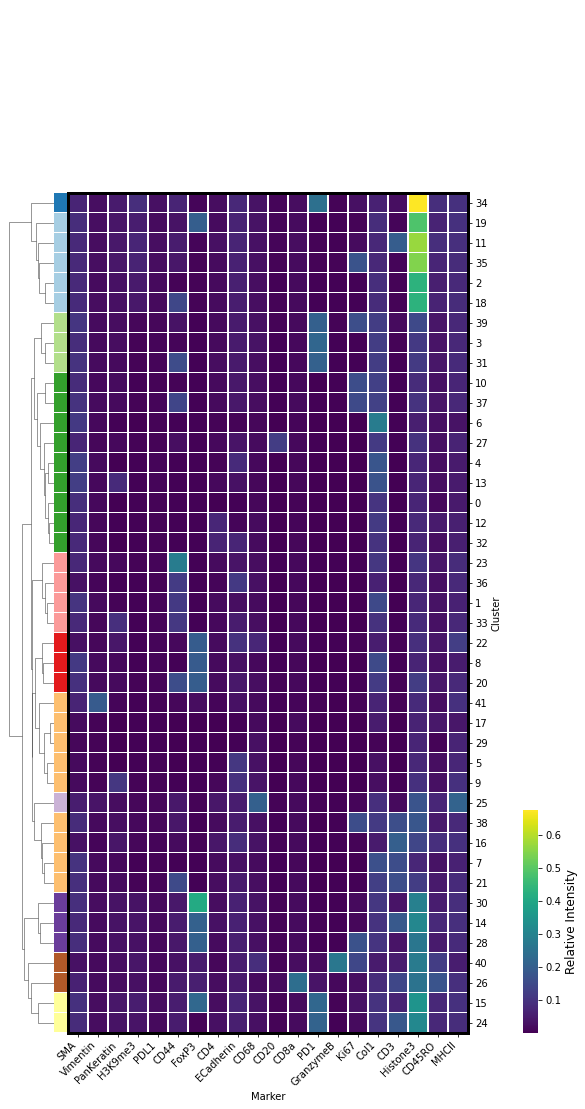 34
19
11
35
2
18
39
3
31
10
37
6
27
4
13
0
12
32
23
36
1
33
22
8
20
41
17
29
5
9
25
38
16
7
21
30
14
28
40
26
15
24
Cluster
SMA
Vimentin
PanKeratin
H3K9me3
PDL1
CD44
FoxP3
CD4
ECadherin
CD68
CD20
CD8a
PD1
GranzymeB
Ki67
Col1
CD3
Histone3
CD45RO
MHCII
Marker
0.6
0.5
0.4
0.3
0.2
0.1
Relative Intensity